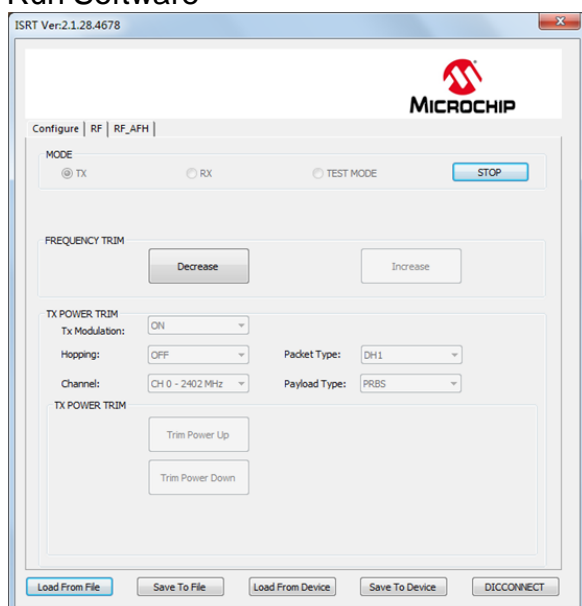 Run Software
ISRT Ver:2.1.28.4678
MICROCHIP
Configure RF RF_AFH
MODE
TX RX TEST MODE STOP
FREQUENCY TRIM
Decrease Increase
TX POWER TRIM
Tx Modulation: ON
Hopping: OFF Packet Type: DH1
Channel: CH 0 - 2402 MHz Payload Type: PRBS
TX POWER TRIM
Trim Power Up
Trim Power Down
Load From File Save To File Load From Device Save To Device DICCONNECT